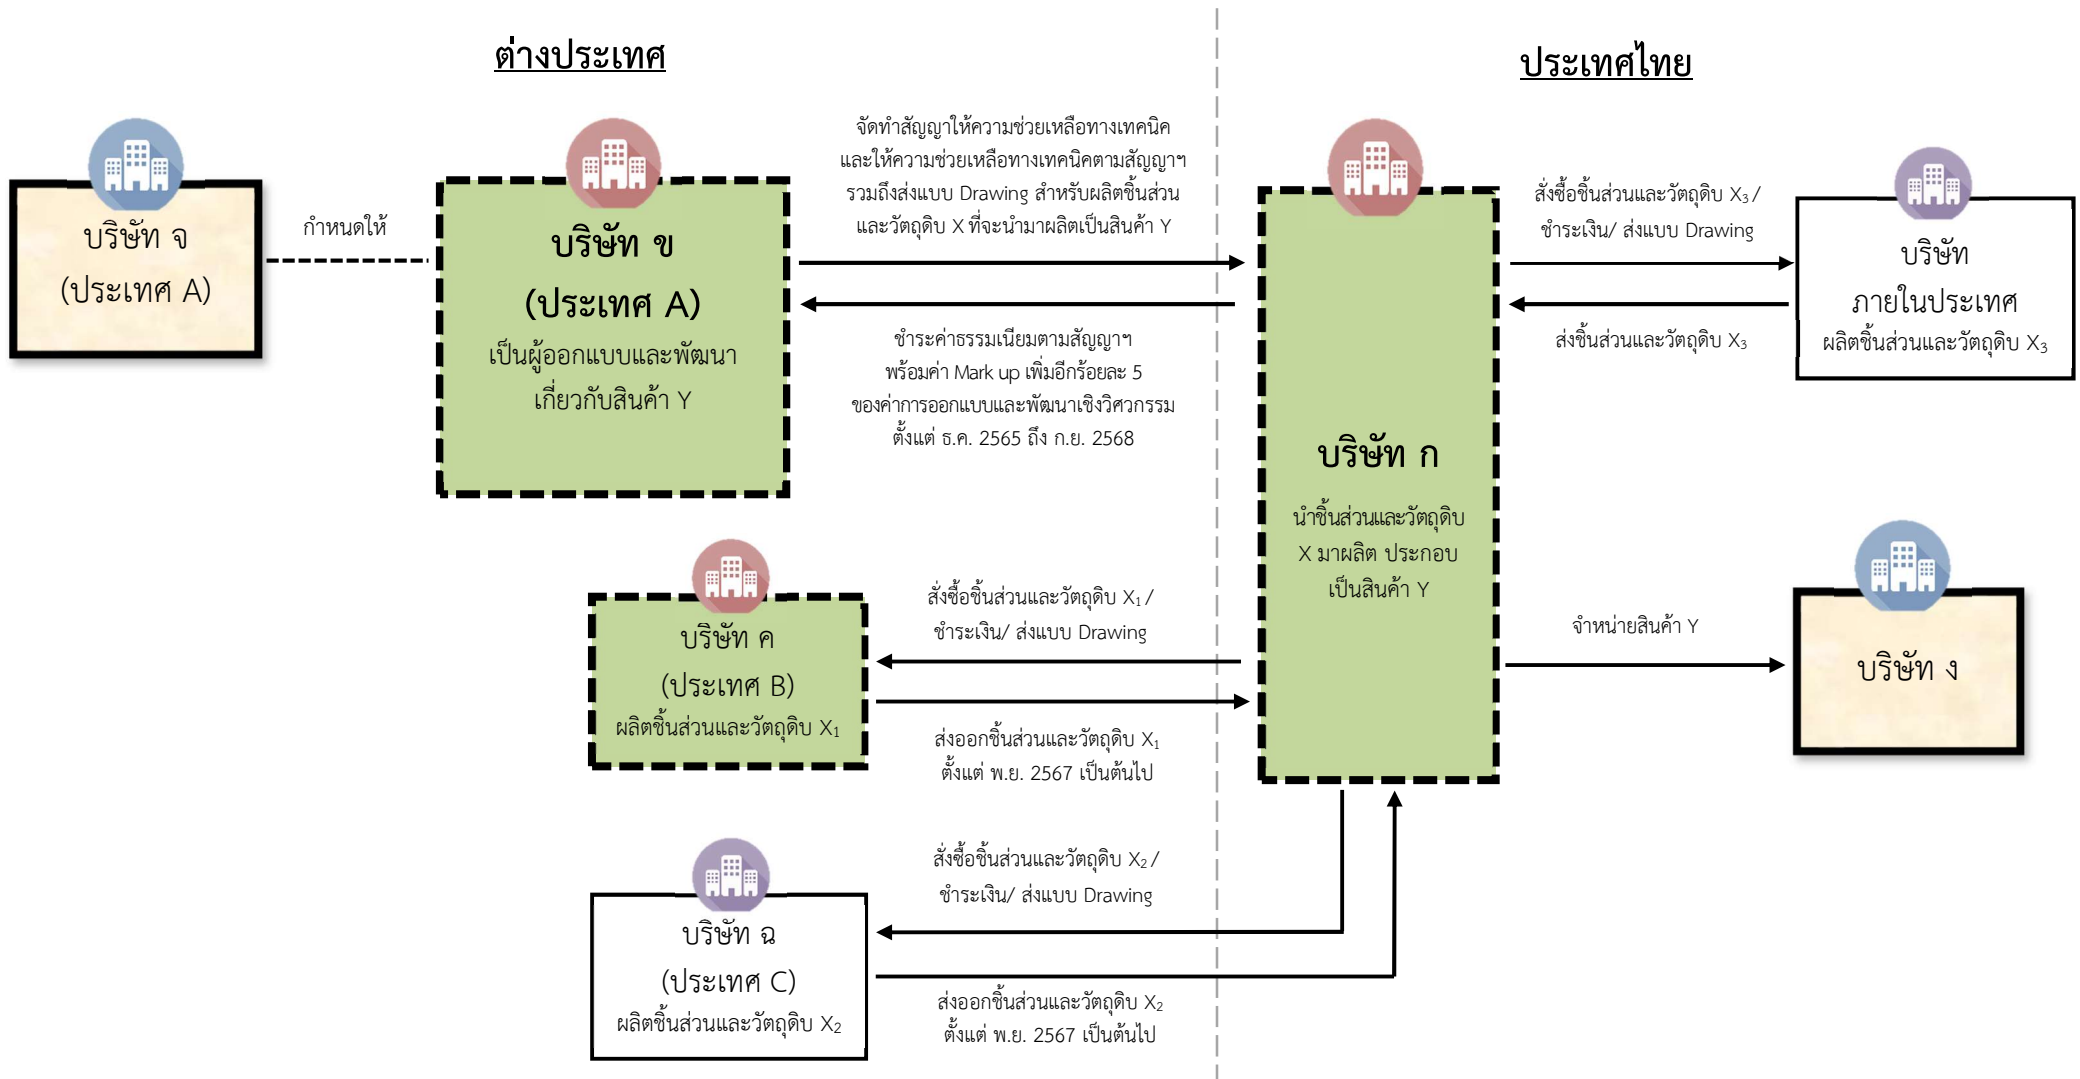 ต่างประเทศ
ประเทศไทย
บริษัท จ
(ประเทศ A)
กำหนดให้
บริษัท ข
(ประเทศ A)
เป็นผู้ออกแบบและพัฒนา
เกี่ยวกับสินค้า Y
จัดทำสัญญาให้ความช่วยเหลือทางเทคนิค
และให้ความช่วยเหลือทางเทคนิคตามสัญญาฯ
รวมถึงส่งแบบ Drawing สำหรับผลิตชิ้นส่วน
และวัตถุดิบ X ที่จะนำมาผลิตเป็นสินค้า Y
ชำระค่าธรรมเนียมตามสัญญาฯ
พร้อมค่า Mark up เพิ่มอีกร้อยละ 5
ของค่าการออกแบบและพัฒนาเชิงวิศวกรรม
ตั้งแต่ ธ.ค. 2565 ถึง ก.ย. 2568
บริษัท ก
นำชิ้นส่วนและวัตถุดิบ
X มาผลิต ประกอบ
เป็นสินค้า Y
สั่งซื้อชิ้นส่วนและวัตถุดิบ X₃ /
ชำระเงิน/ ส่งแบบ Drawing
ส่งชิ้นส่วนและวัตถุดิบ X₃
บริษัท
ภายในประเทศ
ผลิตชิ้นส่วนและวัตถุดิบ X₃
จำหน่ายสินค้า Y
บริษัท ง
บริษัท ค
(ประเทศ B)
ผลิตชิ้นส่วนและวัตถุดิบ X₁
สั่งซื้อชิ้นส่วนและวัตถุดิบ X₁ /
ชำระเงิน/ ส่งแบบ Drawing
ส่งออกชิ้นส่วนและวัตถุดิบ X₁
ตั้งแต่ พ.ย. 2567 เป็นต้นไป
บริษัท ฉ
(ประเทศ C)
ผลิตชิ้นส่วนและวัตถุดิบ X₂
สั่งซื้อชิ้นส่วนและวัตถุดิบ X₂ /
ชำระเงิน/ ส่งแบบ Drawing
ส่งออกชิ้นส่วนและวัตถุดิบ X₂
ตั้งแต่ พ.ย. 2567 เป็นต้นไป